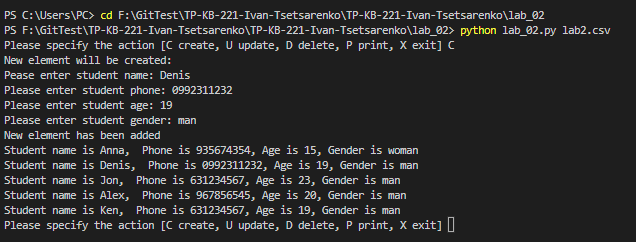 PS C:\Users\PC> cd F:\GitTest\TP-KB-221-Ivan-Tsetsarenko\TP-KB-221-Ivan-Tsetsarenko\lab_02
PS F:\GitTest\TP-KB-221-Ivan-Tsetsarenko\TP-KB-221-Ivan-Tsetsarenko\lab_02> python lab_02.py lab2.csv
Please specify the action [C create, U update, D delete, P print, X exit] C
New element will be created:
Pease enter student name: Denis
Please enter student phone: 0992311232
Please enter student age: 19
Please enter student gender: man
New element has been added
Student name is Anna,  Phone is 935674354, Age is 15, Gender is woman
Student name is Denis,  Phone is 0992311232, Age is 19, Gender is man
Student name is Jon,  Phone is 631234567, Age is 23, Gender is man
Student name is Alex,  Phone is 967856545, Age is 20, Gender is man
Student name is Ken,  Phone is 631234567, Age is 19, Gender is man
Please specify the action [C create, U update, D delete, P print, X exit]